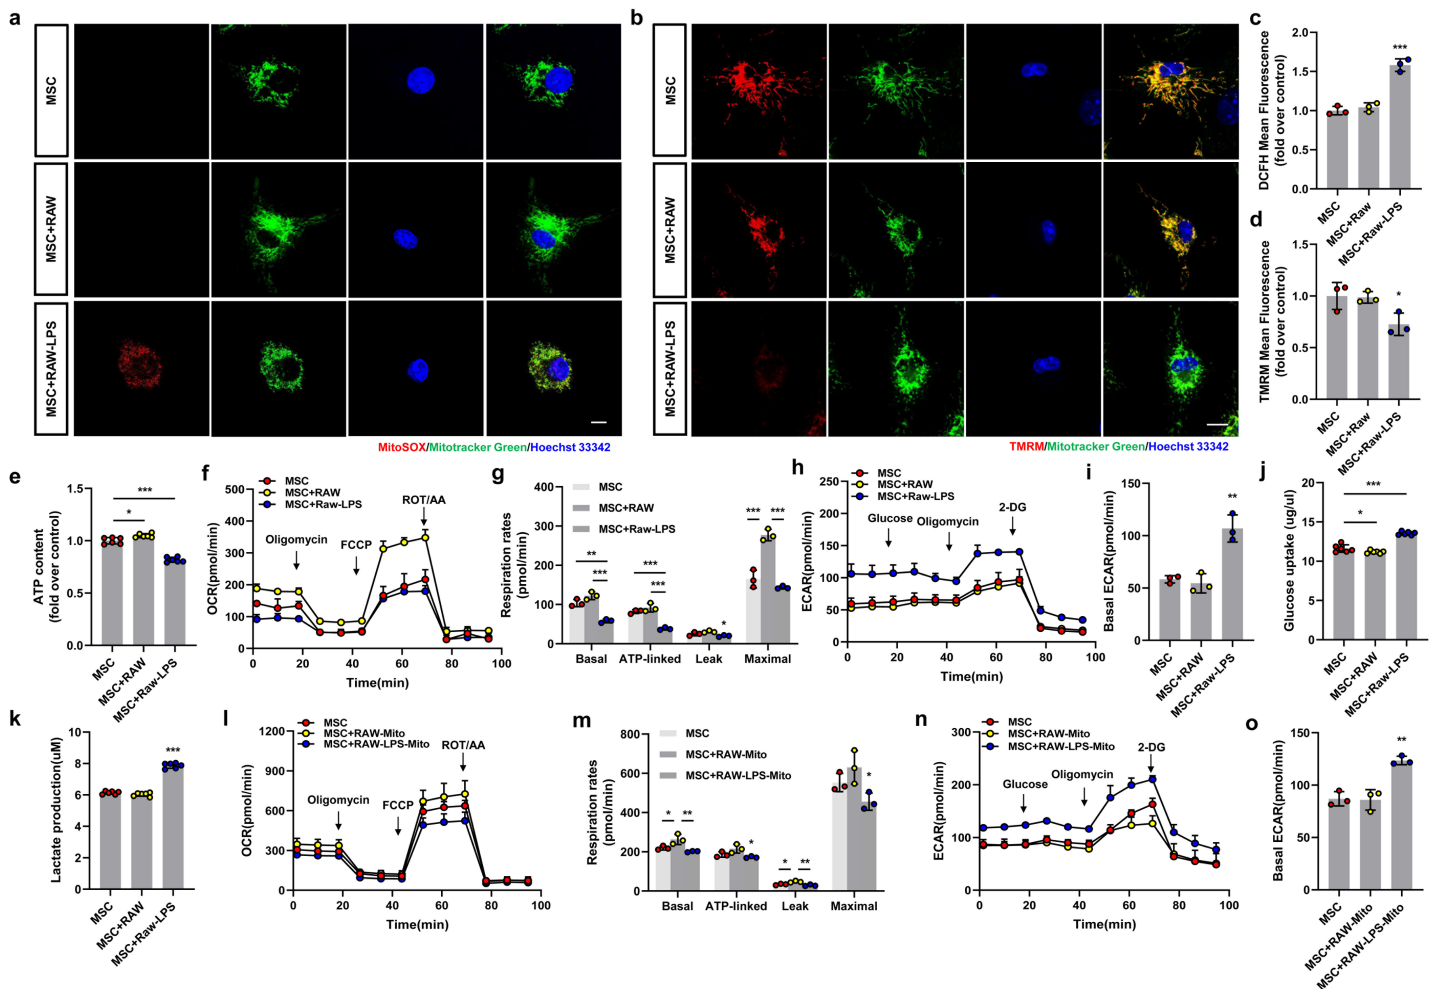 a
MSC
MSC+RAW
MSC+RAW-LPS
MitoSOX/Mitotracker Green/Hoechst 33342
b
MSC
MSC+RAW
MSC+RAW-LPS
TMRM/Mitotracker Green/Hoechst 33342
c
DCFH Mean Fluorescence
(fold over control)
2.0
1.5
1.0
0.5
0.0
***
MSC
MSC+Raw
MSC+Raw-LPS
d
TMRM Mean Fluorescence
(fold over control)
1.5
1.0
0.5
0.0
*
MSC
MSC+Raw
MSC+Raw-LPS
e
ATP content
(fold over control)
1.5
1.0
0.5
0.0
***
*
MSC
MSC+RAW
MSC+Raw-LPS
f
MSC
MSC+RAW
MSC+Raw-LPS
OCR(pmol/min)
500
400
300
200
100
0
Oligomycin
FCCP
ROT/AA
0 20 40 60 80 100
Time(min)
g
Respiration rates
(pmol/min)
400
300
200
100
0
MSC
MSC+RAW
MSC+Raw-LPS
** *** *** *** * *** ***
Basal ATP-linked Leak Maximal
h
MSC
MSC+RAW
MSC+Raw-LPS
ECAR(pmol/min)
200
150
100
50
0
Glucose
Oligomycin
2-DG
0 20 40 60 80 100
Time(min)
i
Basal ECAR(pmol/min)
150
100
50
0
**
MSC
MSC+RAW
MSC+Raw-LPS
j
Glucose uptake (ug/ul)
20
15
10
5
0
***
*
MSC
MSC+RAW
MSC+Raw-LPS
k
Lactate production(uM)
10
8
6
4
2
0
***
MSC
MSC+RAW
MSC+Raw-LPS
l
MSC
MSC+RAW-Mito
MSC+RAW-LPS-Mito
OCR(pmol/min)
1200
900
600
300
0
Oligomycin
FCCP
ROT/AA
0 20 40 60 80 100
Time(min)
m
Respiration rates
(pmol/min)
800
600
400
200
0
MSC
MSC+RAW-Mito
MSC+RAW-LPS-Mito
* ** * * ** *
Basal ATP-linked Leak Maximal
n
MSC
MSC+RAW-Mito
MSC+RAW-LPS-Mito
ECAR(pmol/min)
300
200
100
0
Glucose
Oligomycin
2-DG
0 20 40 60 80 100
Time(min)
o
Basal ECAR(pmol/min)
150
100
50
0
**
MSC
MSC+RAW-Mito
MSC+RAW-LPS-Mito